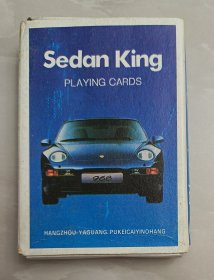 Sedan King
PLAYING CARDS
968
HANGZHOU YAGUANG PUKEICAIYINCHANG